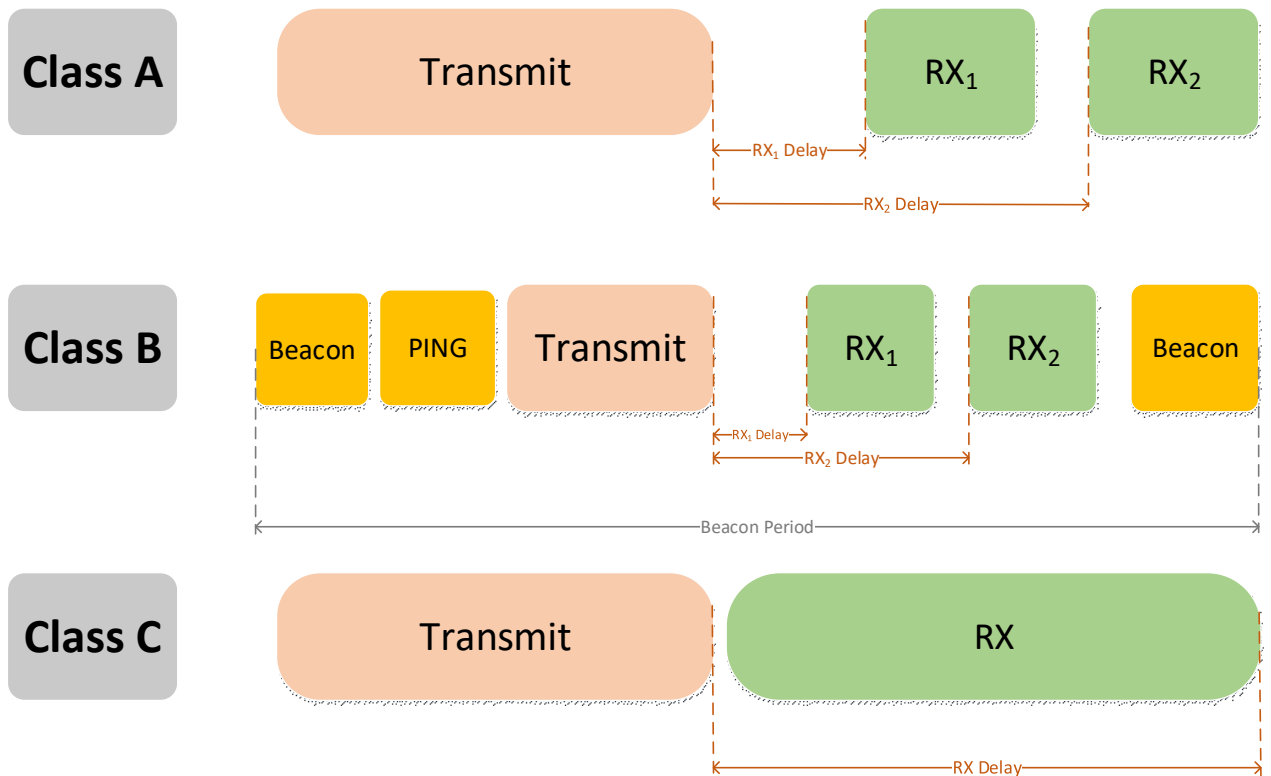 Class A
Transmit
RX₁
RX₂
RX₁ Delay
RX₂ Delay
Class B
Beacon
PING
Transmit
RX₁
RX₂
Beacon
RX₁ Delay
RX₂ Delay
Beacon Period
Class C
Transmit
RX
RX Delay